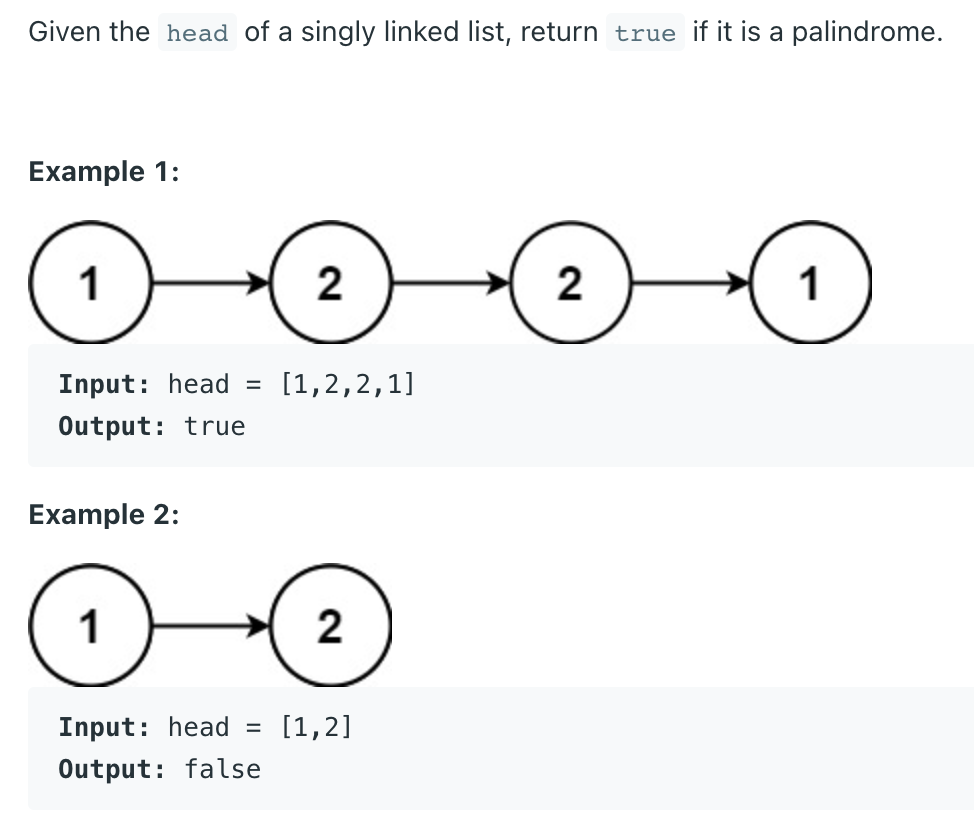 Given the head of a singly linked list, return true if it is a palindrome.
Example 1:
1 2 2 1
Input: head = [1,2,2,1]
Output: true
Example 2:
1 2
Input: head = [1,2]
Output: false